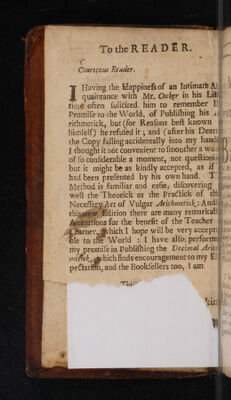 To the READER.
Courteous Reader.
I Having the Happiness of an Intimate A
quaintance with Mr. Cocker in his Life
time often solicited him to remember H
Promise to the World, of Publishing his
rithmetick, but (for Reasons best known
himself) he refused it; and (after his Death
the Copy falling accidentally into my hands
I thought it not convenient to smother a wo
of so considerable a moment, not questioni
but it might be as kindly accepted, as if
had been presented by his own hand. T
Method is familiar and easie, discovering
well the Theorick as the Practick of th
Necessary Art of Vulgar Arithmetick: And
this new Edition there are many remarkabl
Alterations for the benefit of the Teacher
Learner, which I hope will be very accept
ble to the World: I have also perform
my promise in Publishing the Decimal Arit
metick, which finds encouragement to my E
pectation, and the Booksellers too, I am